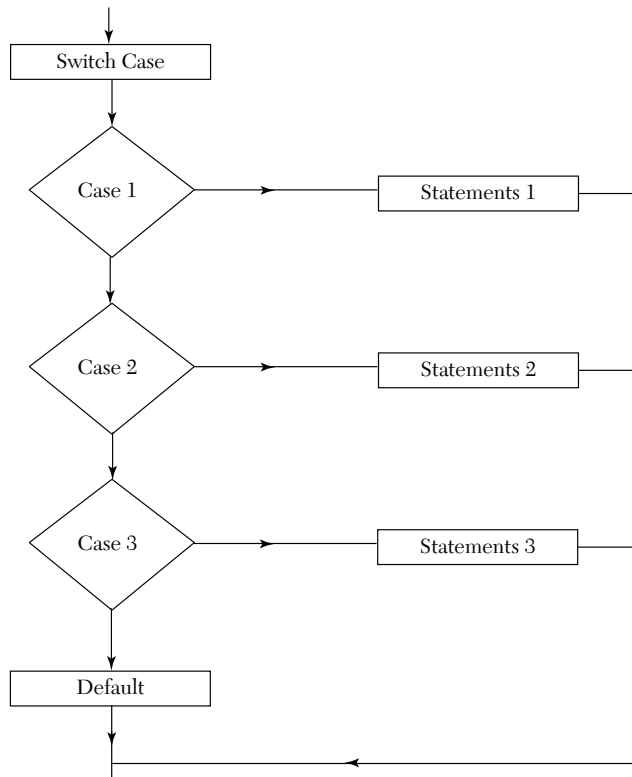 Switch Case
Case 1
Statements 1
Case 2
Statements 2
Case 3
Statements 3
Default